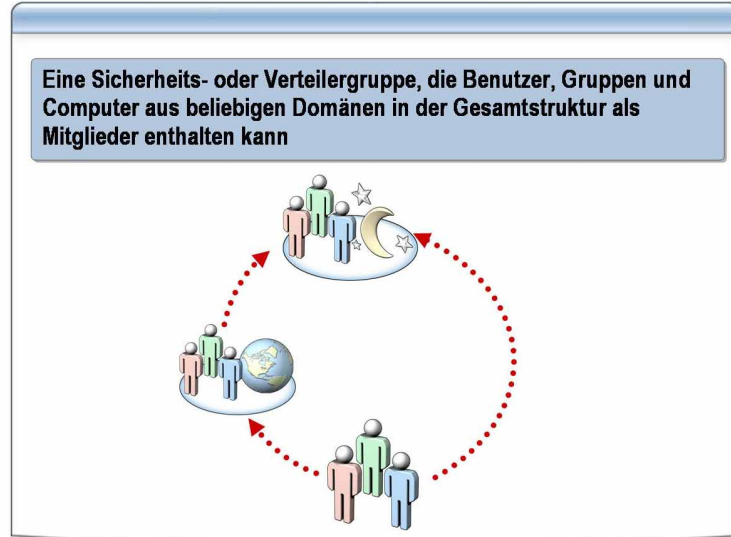 Eine Sicherheits- oder Verteilergruppe, die Benutzer, Gruppen und
Computer aus beliebigen Domänen in der Gesamtstruktur als
Mitglieder enthalten kann